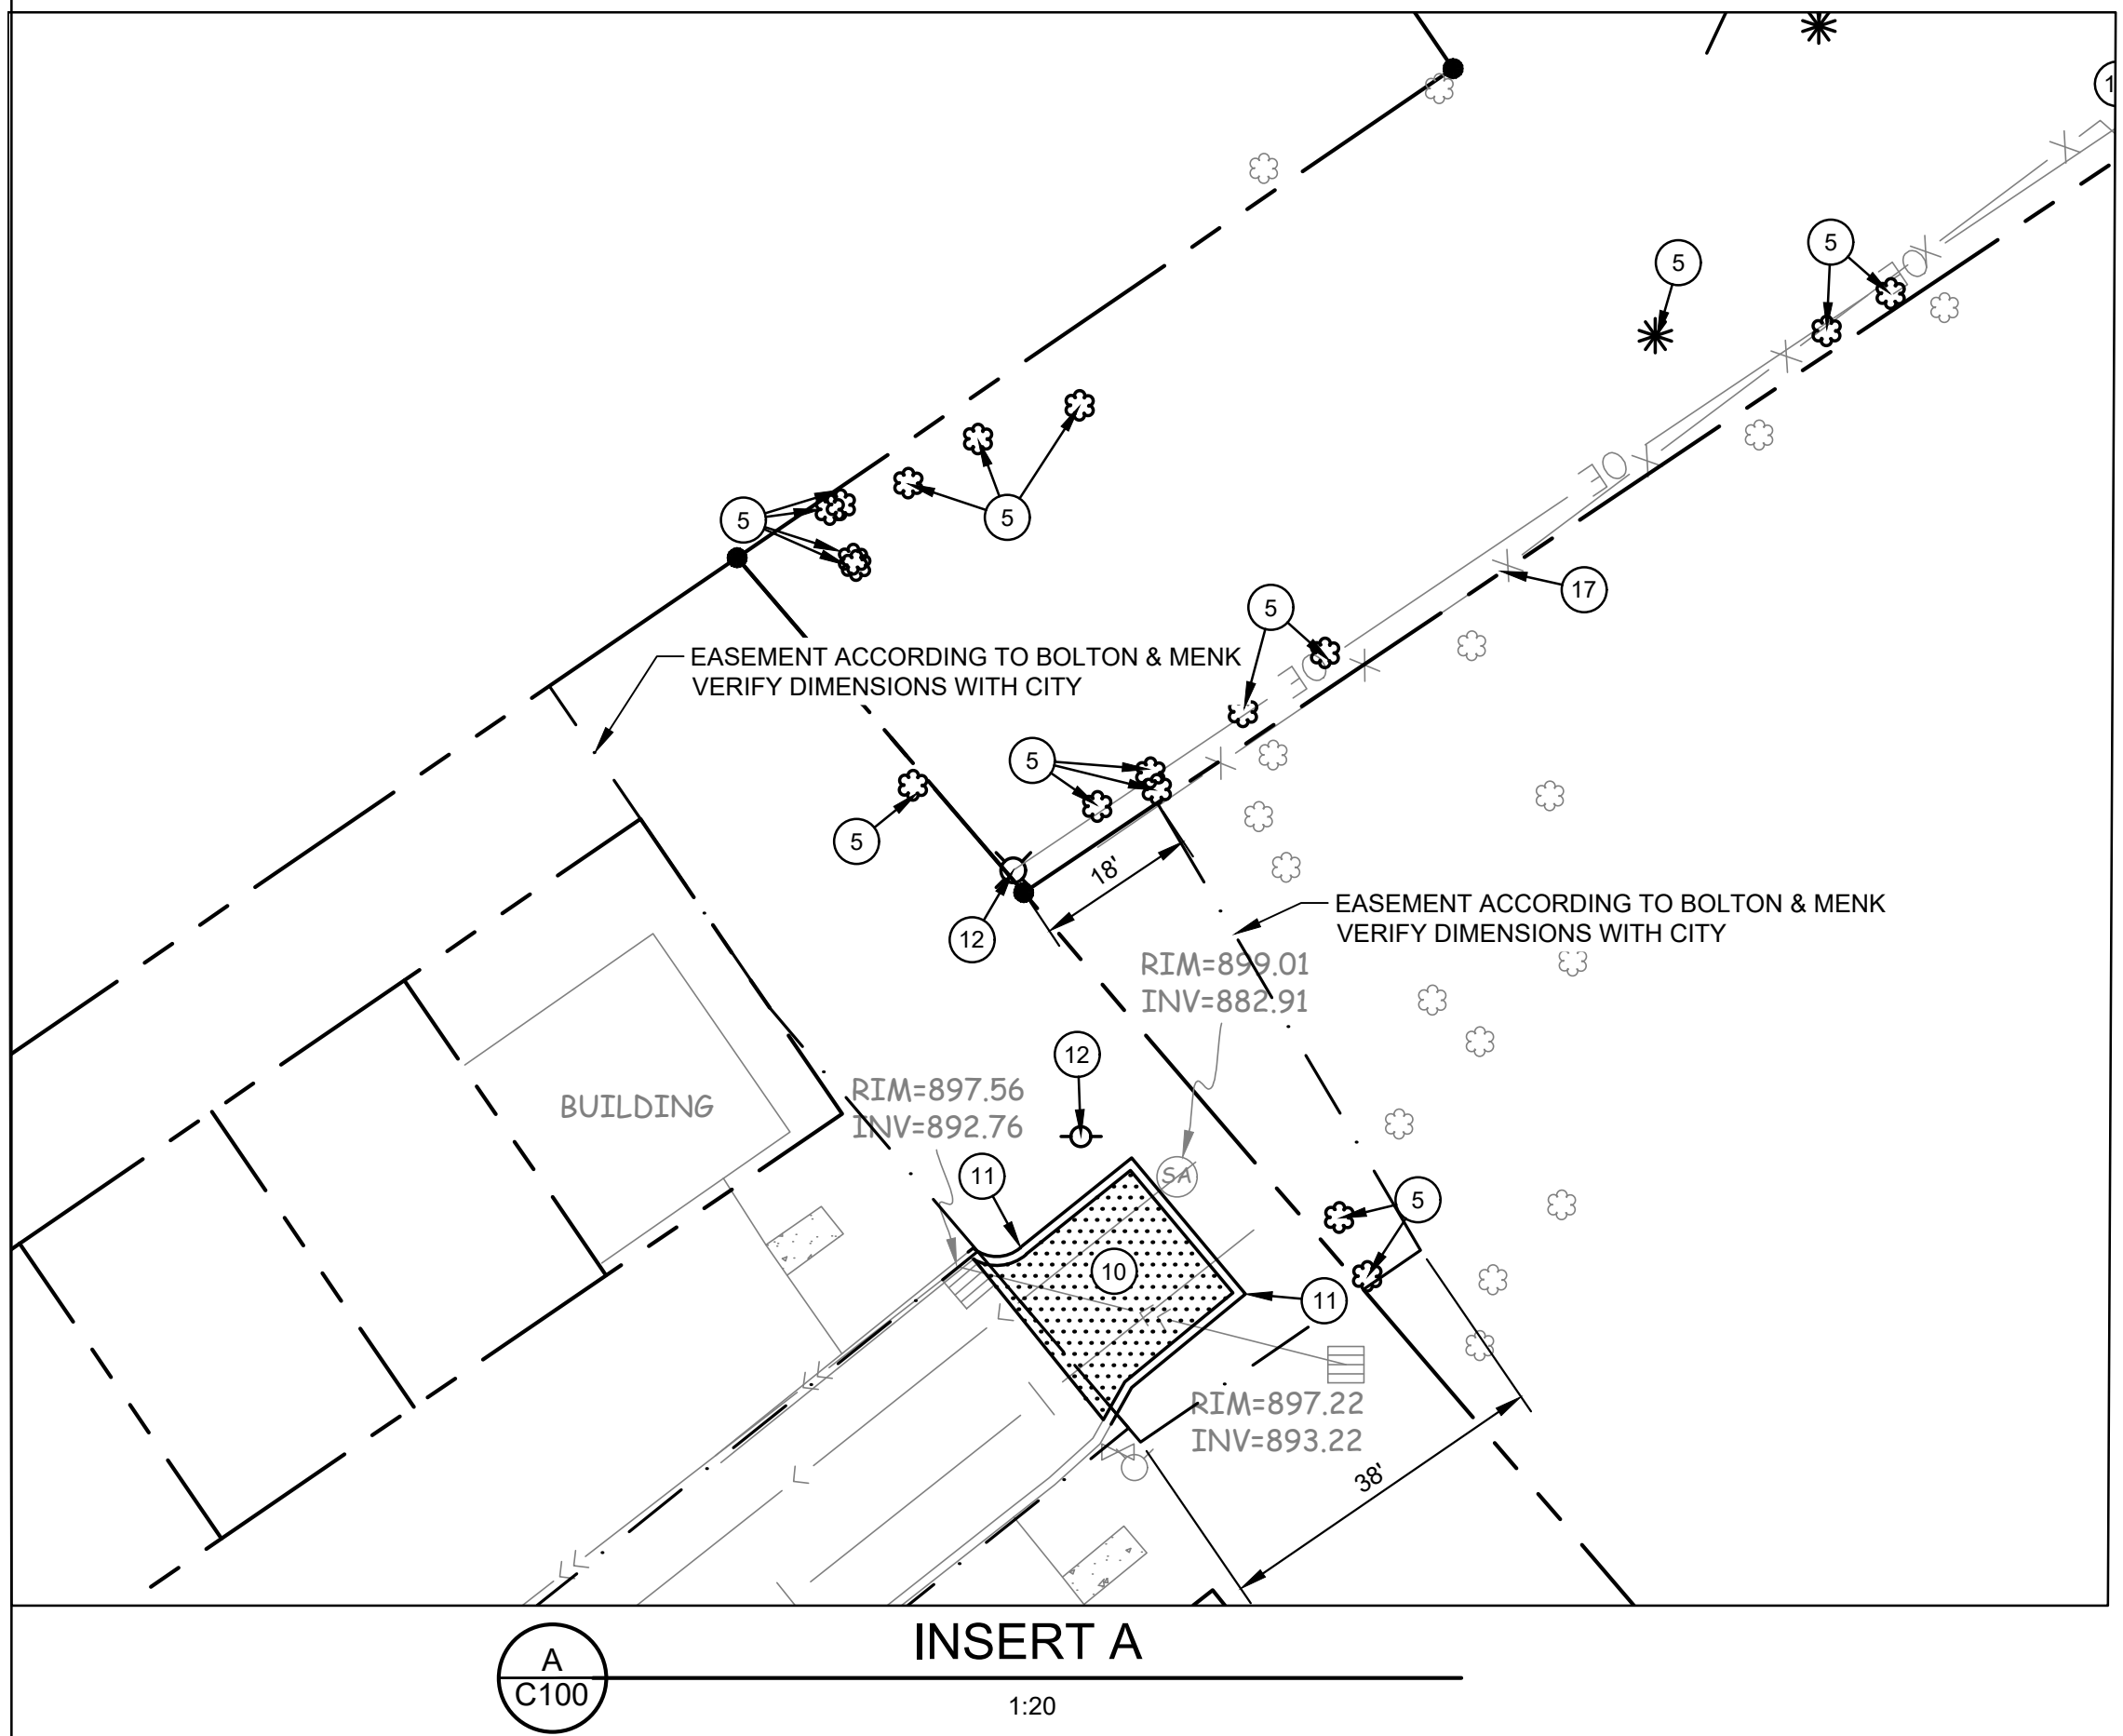 1
5
5
OE
5
5
OE
17
5
EASEMENT ACCORDING TO BOLTON & MENK
VERIFY DIMENSIONS WITH CITY
OE
5
5
18'
12
EASEMENT ACCORDING TO BOLTON & MENK
VERIFY DIMENSIONS WITH CITY
RIM=899.01
INV=882.91
12
RIM=897.56
INV=892.76
BUILDING
11
SA
5
10
11
RIM=897.22
INV=893.22
38'
INSERT A
A
C100
1:20